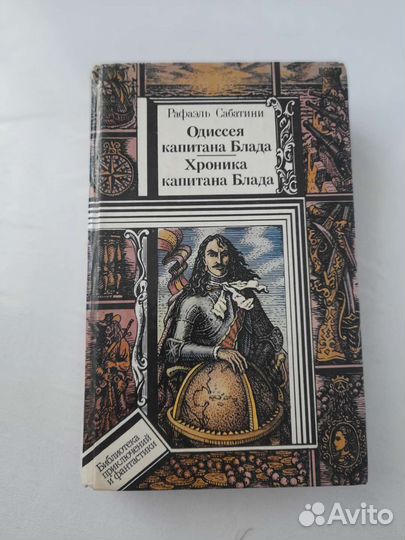 Рафаэль Сабатини
Одиссея
капитана Блада
Хроника
капитана Блада
Библиотека
приключений
и фантастики
Avito